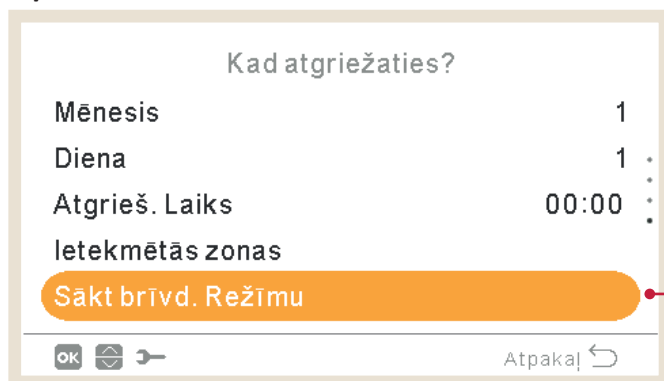 Kad atgriežaties?
Mēnesis 1
Diena 1
Atgrieš. Laiks 00:00
Ietekmētās zonas
Sākt brīvd. Režīmu
OK Atpakaļ